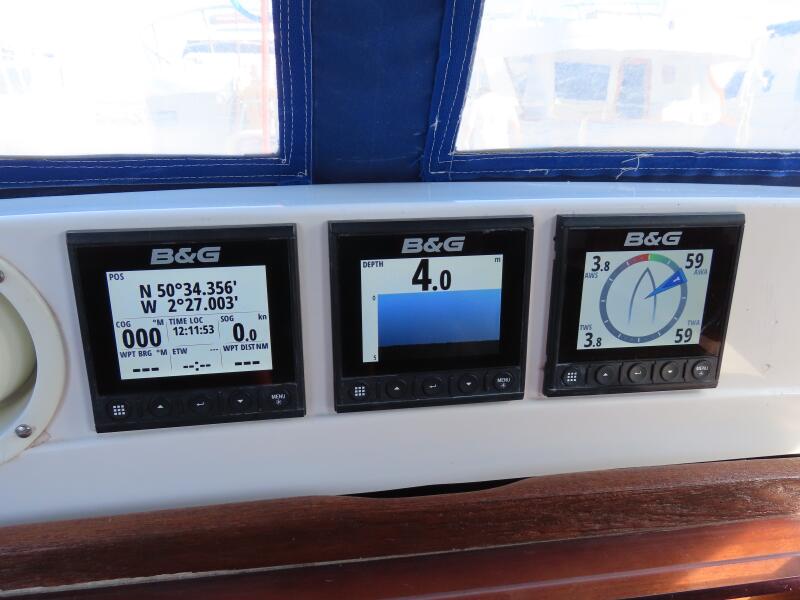 B&G
POS
N 50°34.356'
W 2°27.003'
COG °M TIME LOC SOG kn
000 12:11:53 0.0
WPT BRG °M ETW --- WPT DIST NM
--- --:-- ---
MENU
B&G
DEPTH 4.0 m
0
5
MENU
B&G
3.8 59
AWS AWA
TWS TWA
3.8 59
MENU